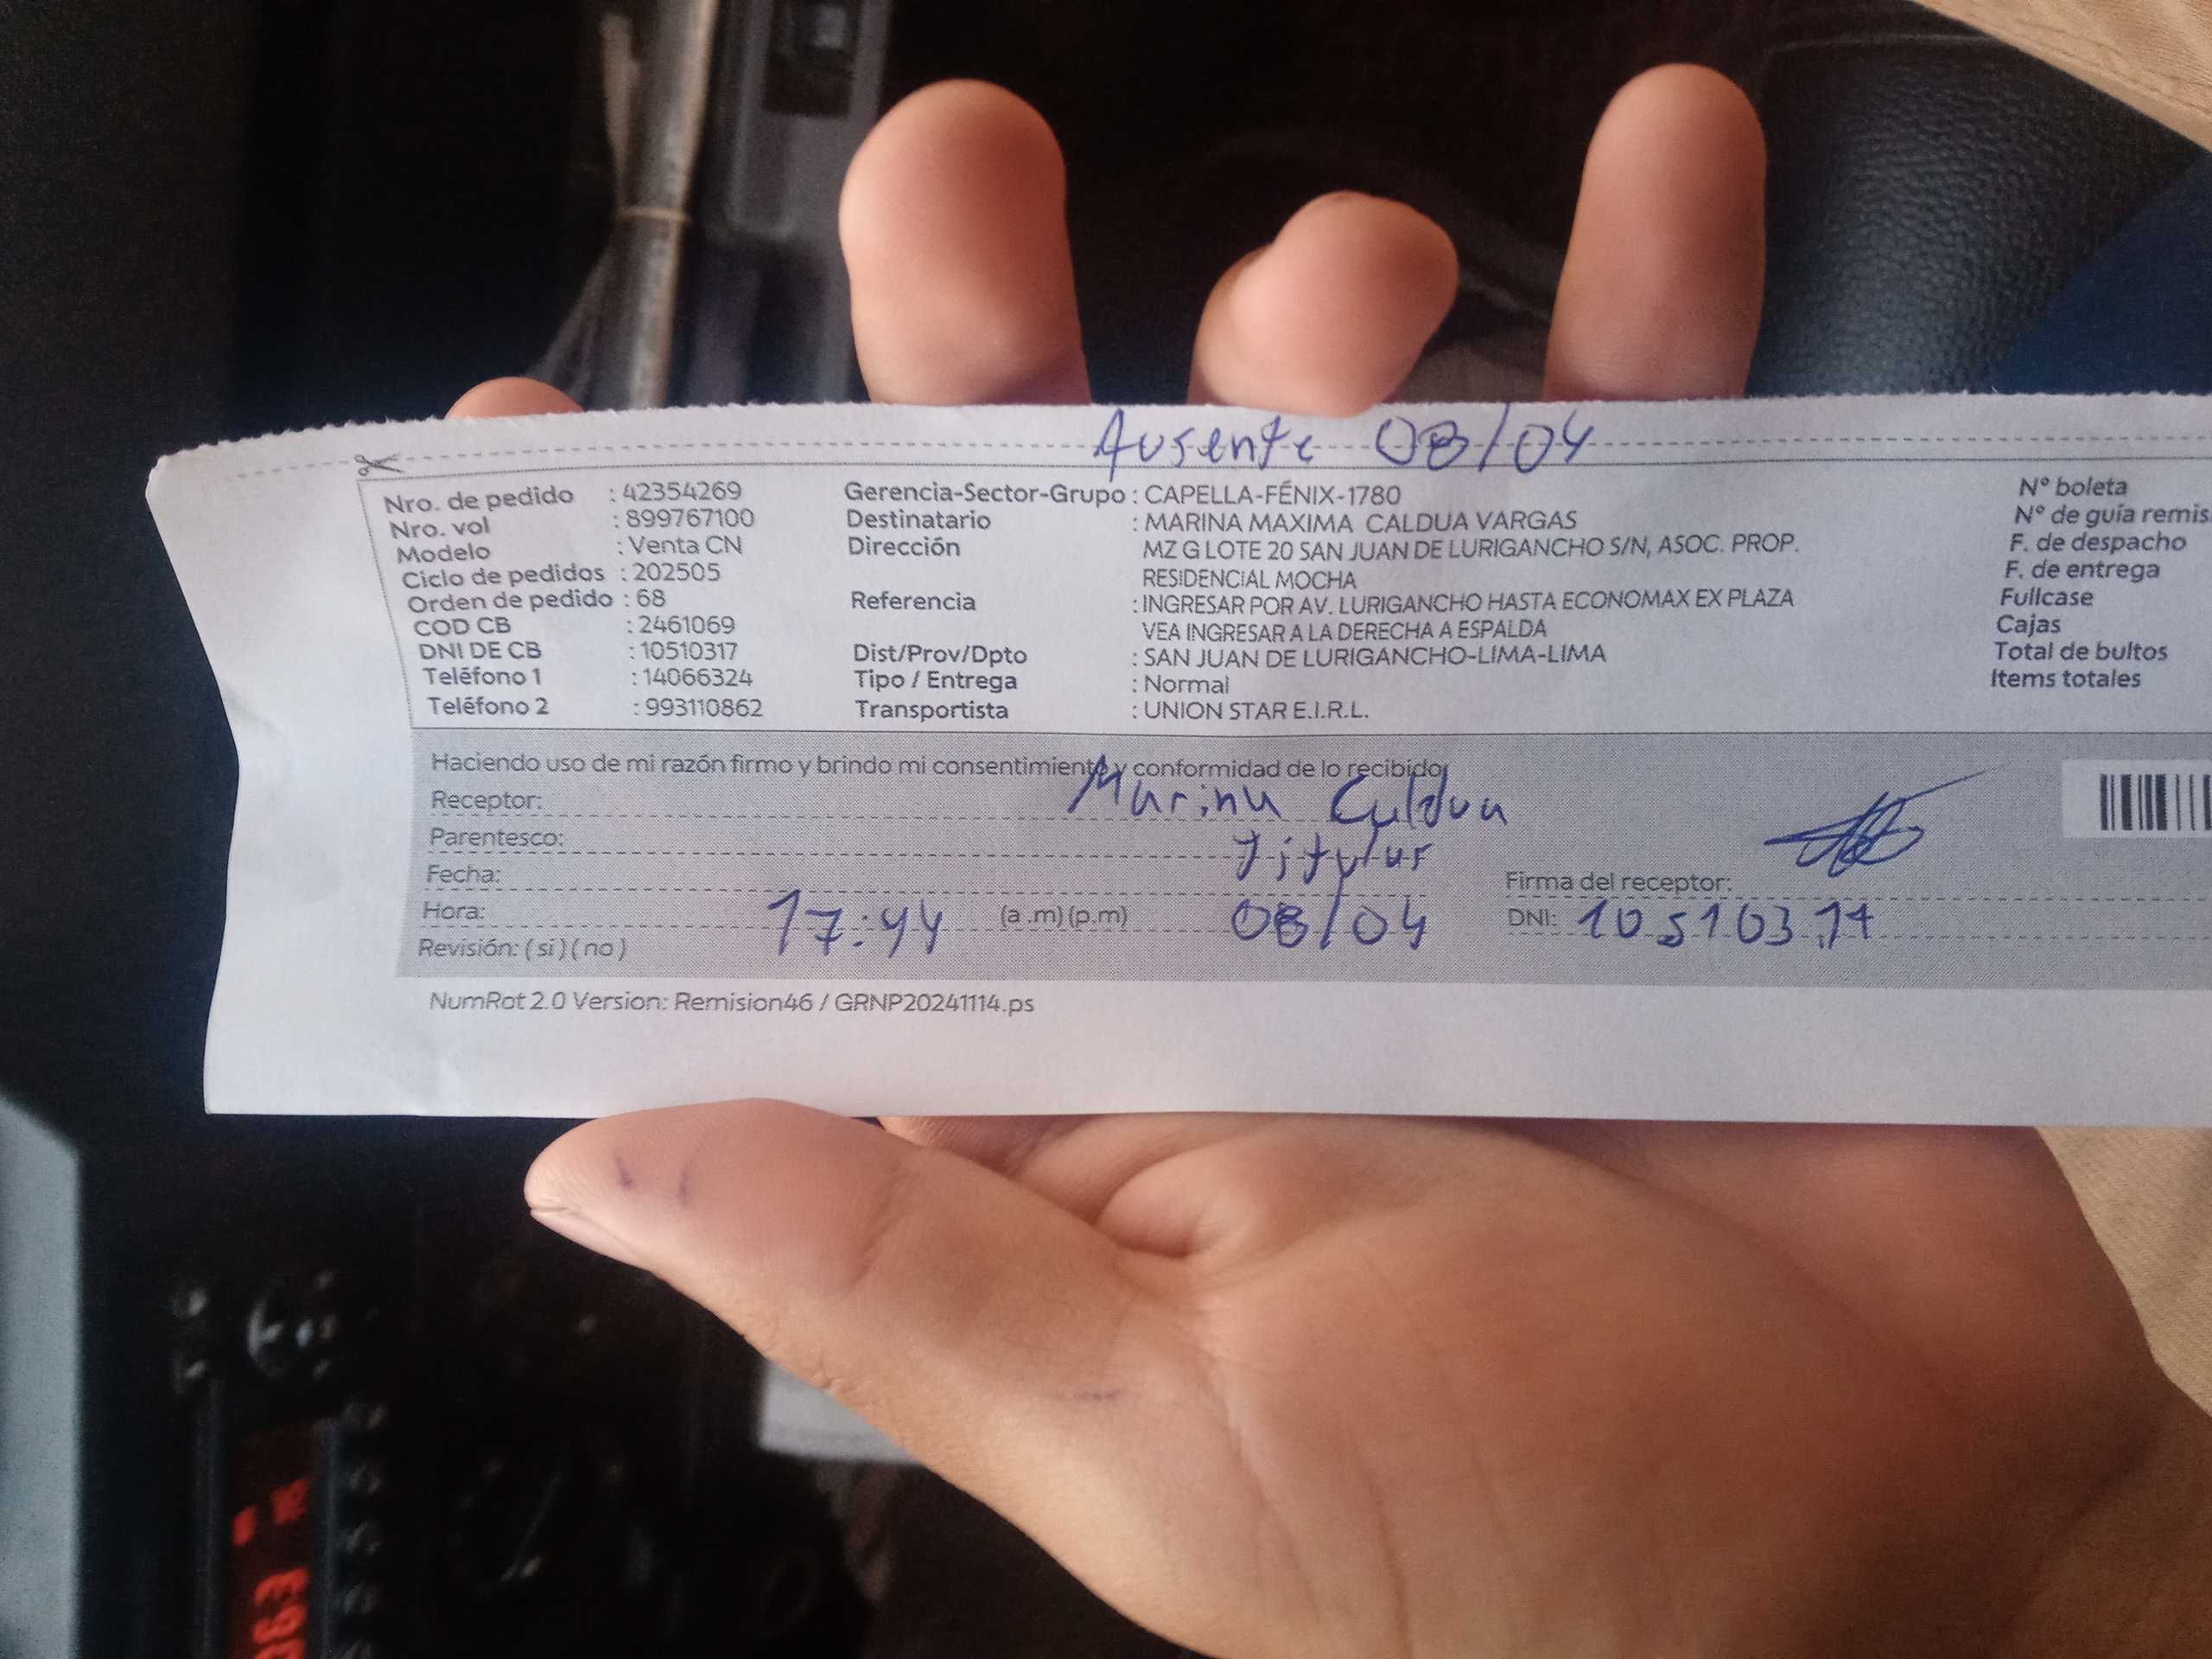 Ausente 08/04
Nro. de pedido : 42354269
Nro. vol : 899767100
Modelo : Venta CN
Ciclo de pedidos : 202505
Orden de pedido : 68
COD CB : 2461069
DNI DE CB : 10510317
Teléfono 1 : 14066324
Teléfono 2 : 993110862
Gerencia-Sector-Grupo : CAPELLA-FÉNIX-1780
Destinatario : MARINA MAXIMA CALDUA VARGAS
Dirección MZ G LOTE 20 SAN JUAN DE LURIGANCHO S/N, ASOC. PROP.
RESIDENCIAL MOCHA
Referencia : INGRESAR POR AV. LURIGANCHO HASTA ECONOMAX EX PLAZA
VEA INGRESAR A LA DERECHA A ESPALDA
Dist/Prov/Dpto : SAN JUAN DE LURIGANCHO-LIMA-LIMA
Tipo / Entrega : Normal
Transportista : UNION STAR E.I.R.L.
Nº boleta
Nº de guía remis
F. de despacho
F. de entrega
Fullcase
Cajas
Total de bultos
Items totales
Haciendo uso de mi razón firmo y brindo mi consentimiento y conformidad de lo recibido
Receptor: Marina Caldua
Parentesco: Titular
Fecha: 08/04
Hora: 17:44 (a .m) (p.m)
Revisión: ( si ) ( no )
Firma del receptor:
DNI: 10510317
NumRot 2.0 Version: Remision46 / GRNP20241114.ps
063